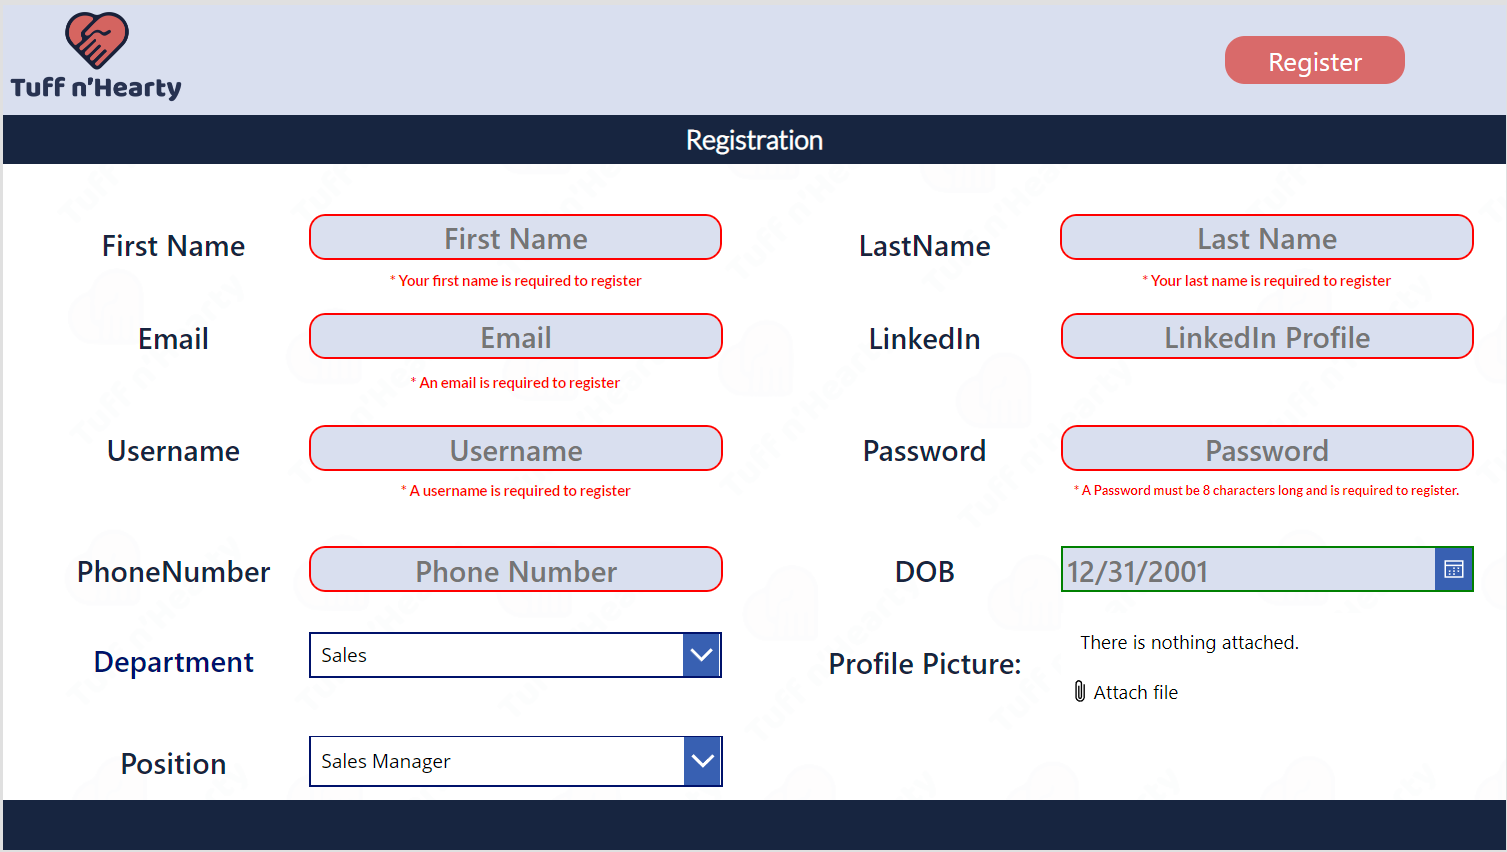 Tuff n'Hearty
Register
Registration
First Name
First Name
* Your first name is required to register
LastName
Last Name
* Your last name is required to register
Email
Email
* An email is required to register
LinkedIn
LinkedIn Profile
Username
Username
* A username is required to register
Password
Password
* A Password must be 8 characters long and is required to register.
PhoneNumber
Phone Number
DOB
12/31/2001
Department
Sales
Profile Picture:
There is nothing attached.
Attach file
Position
Sales Manager